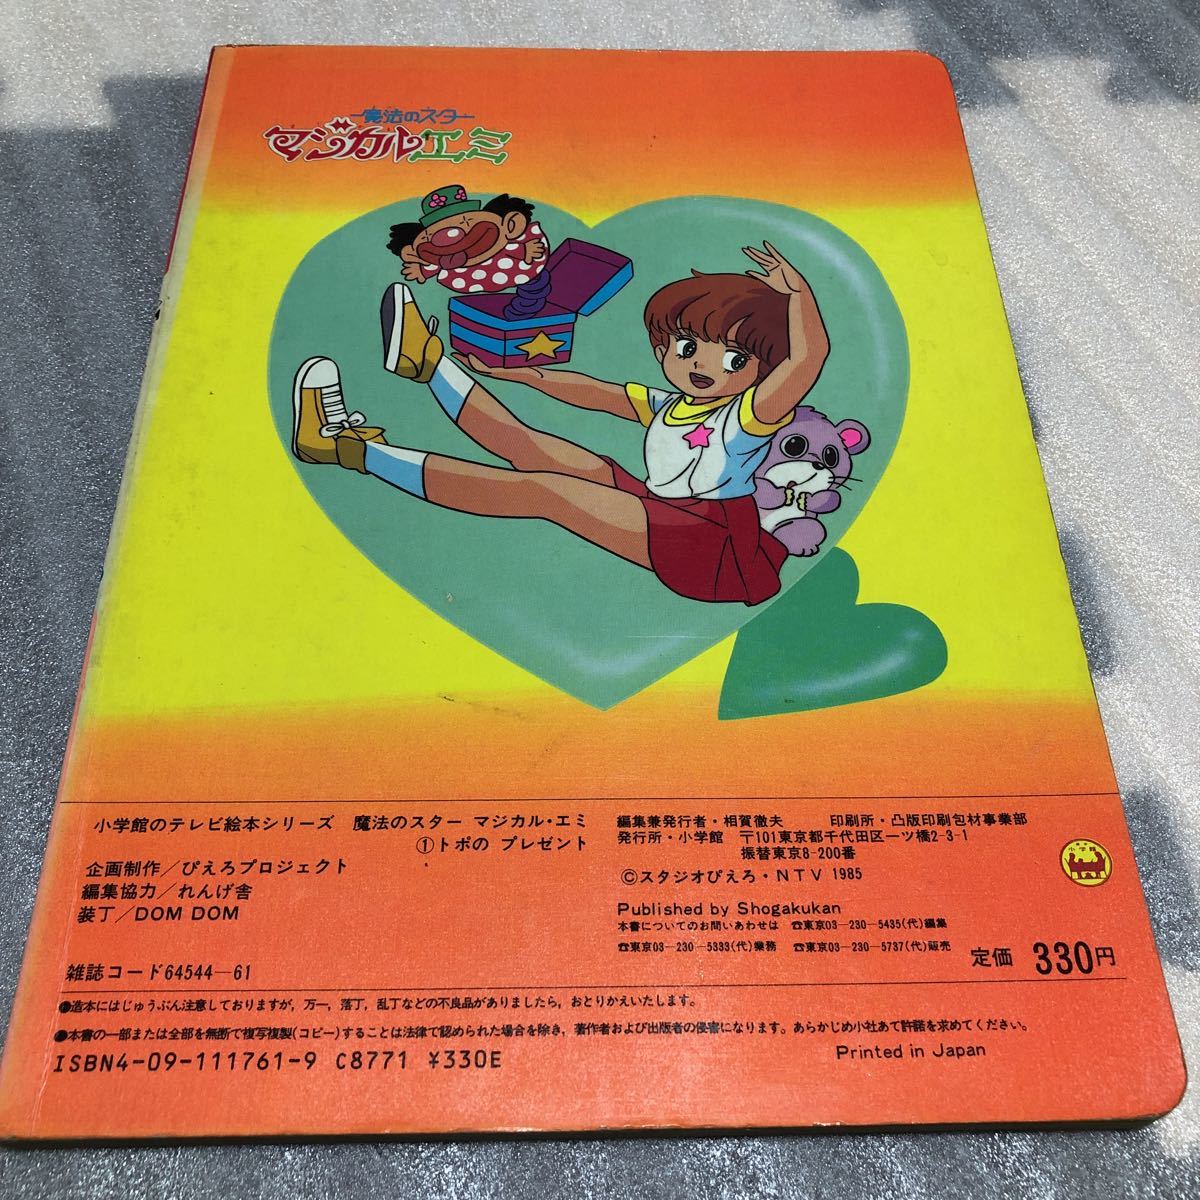 魔法のスター
マジカルエミ
小学館のテレビ絵本シリーズ 魔法のスター マジカル・エミ
①トポの プレゼント
企画制作/ぴえろプロジェクト
編集協力/れんげ舎
装丁/DOM DOM
雑誌コード64544—61
編集兼発行者・相賀徹夫 印刷所・凸版印刷包材事業部
発行所・小学館 〒101東京都千代田区一ツ橋2-3-1
振替東京8-200番
©スタジオぴえろ・NTV 1985
Published by Shogakukan
本書についてのお問いあわせは ☎東京03—230—5435(代)編集
☎東京03—230—5333(代)業務 ☎東京03—230—5737(代)販売
小学館
定価 330円
●造本にはじゅうぶん注意しておりますが,万一,落丁,乱丁などの不良品がありましたら,おとりかえいたします。
●本書の一部または全部を無断で複写複製(コピー)することは法律で認められた場合を除き,著作者および出版者の侵害になります。あらかじめ小社あて許諾を求めてください。
ISBN4-09-111761-9 C8771 ¥330E
Printed in Japan